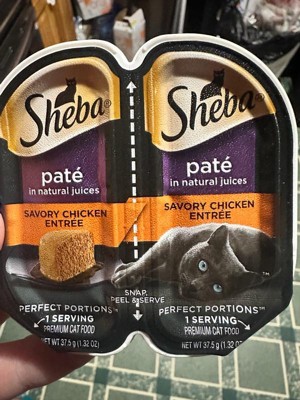 Sheba
paté
in natural juices
SAVORY CHICKEN
ENTRÉE
PERFECT PORTIONS™
1 SERVING
PREMIUM CAT FOOD
NET WT 37.5 g (1.32 OZ)
SNAP,
PEEL & SERVE
Sheba
paté
in natural juices
SAVORY CHICKEN
ENTRÉE
PERFECT PORTIONS™
1 SERVING
PREMIUM CAT FOOD
NET WT 37.5 g (1.32 OZ)